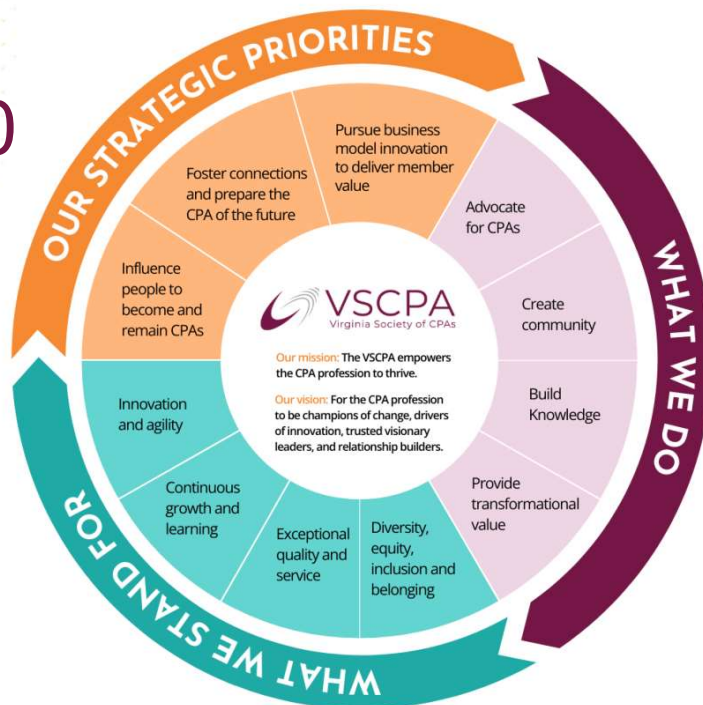 OUR STRATEGIC PRIORITIES
Pursue business
model innovation
to deliver member
value
Foster connections
and prepare the
CPA of the future
Influence
people to
become and
remain CPAs
WHAT WE DO
Advocate
for CPAs
Create
community
Build
Knowledge
Provide
transformational
value
WHAT WE STAND FOR
Diversity,
equity,
inclusion and
belonging
Exceptional
quality and
service
Continuous
growth and
learning
Innovation
and agility
VSCPA
Virginia Society of CPAs
Our mission: The VSCPA empowers
the CPA profession to thrive.
Our vision: For the CPA profession
to be champions of change, drivers
of innovation, trusted visionary
leaders, and relationship builders.